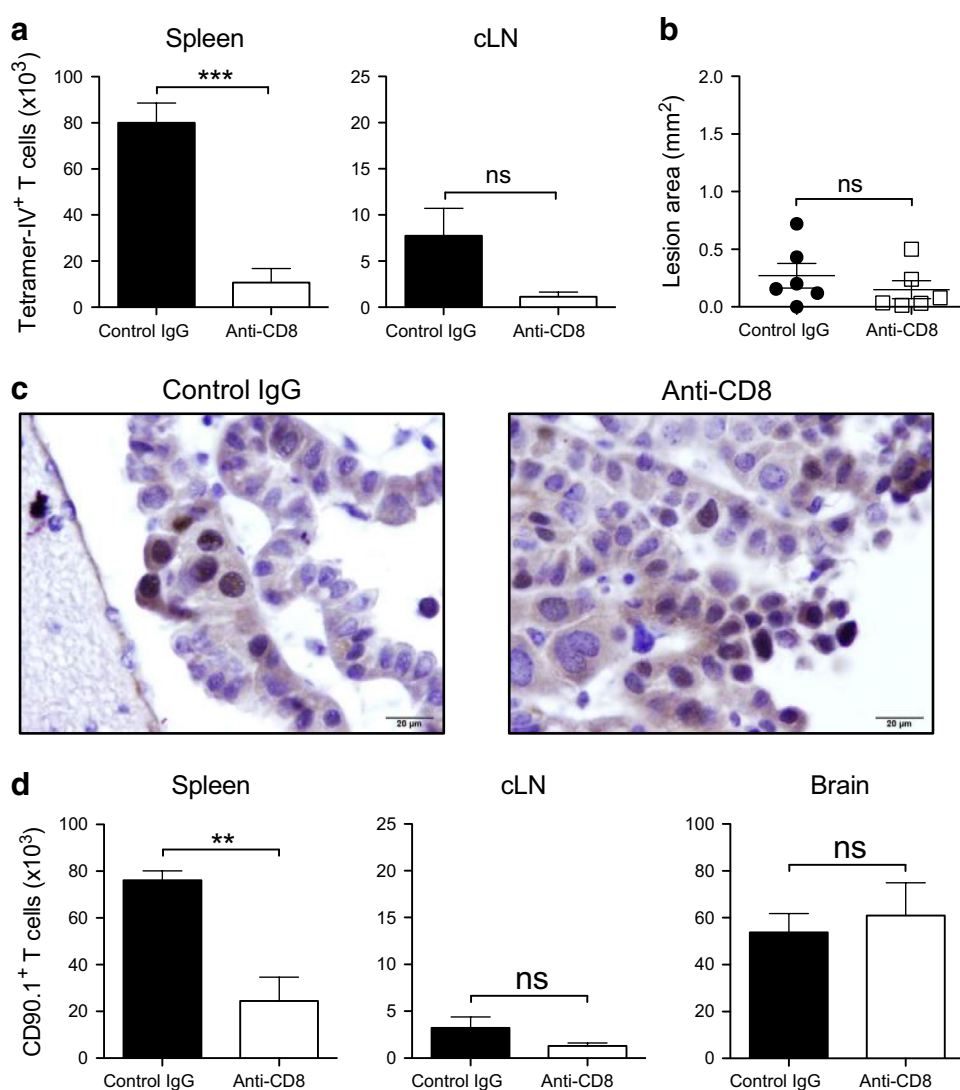 a
Spleen
cLN
Tetramer-IV+ T cells (x10³)
100
80
60
40
20
0
***
Control IgG
Anti-CD8
25
20
15
10
5
0
ns
Control IgG
Anti-CD8
b
Lesion area (mm²)
2.0
1.5
1.0
0.5
0.0
ns
Control IgG
Anti-CD8
c
Control IgG
Anti-CD8
20 µm
20 µm
d
Spleen
cLN
Brain
CD90.1+ T cells (x10³)
100
80
60
40
20
0
**
Control IgG
Anti-CD8
25
20
15
10
5
0
ns
Control IgG
Anti-CD8
100
80
60
40
20
0
ns
Control IgG
Anti-CD8